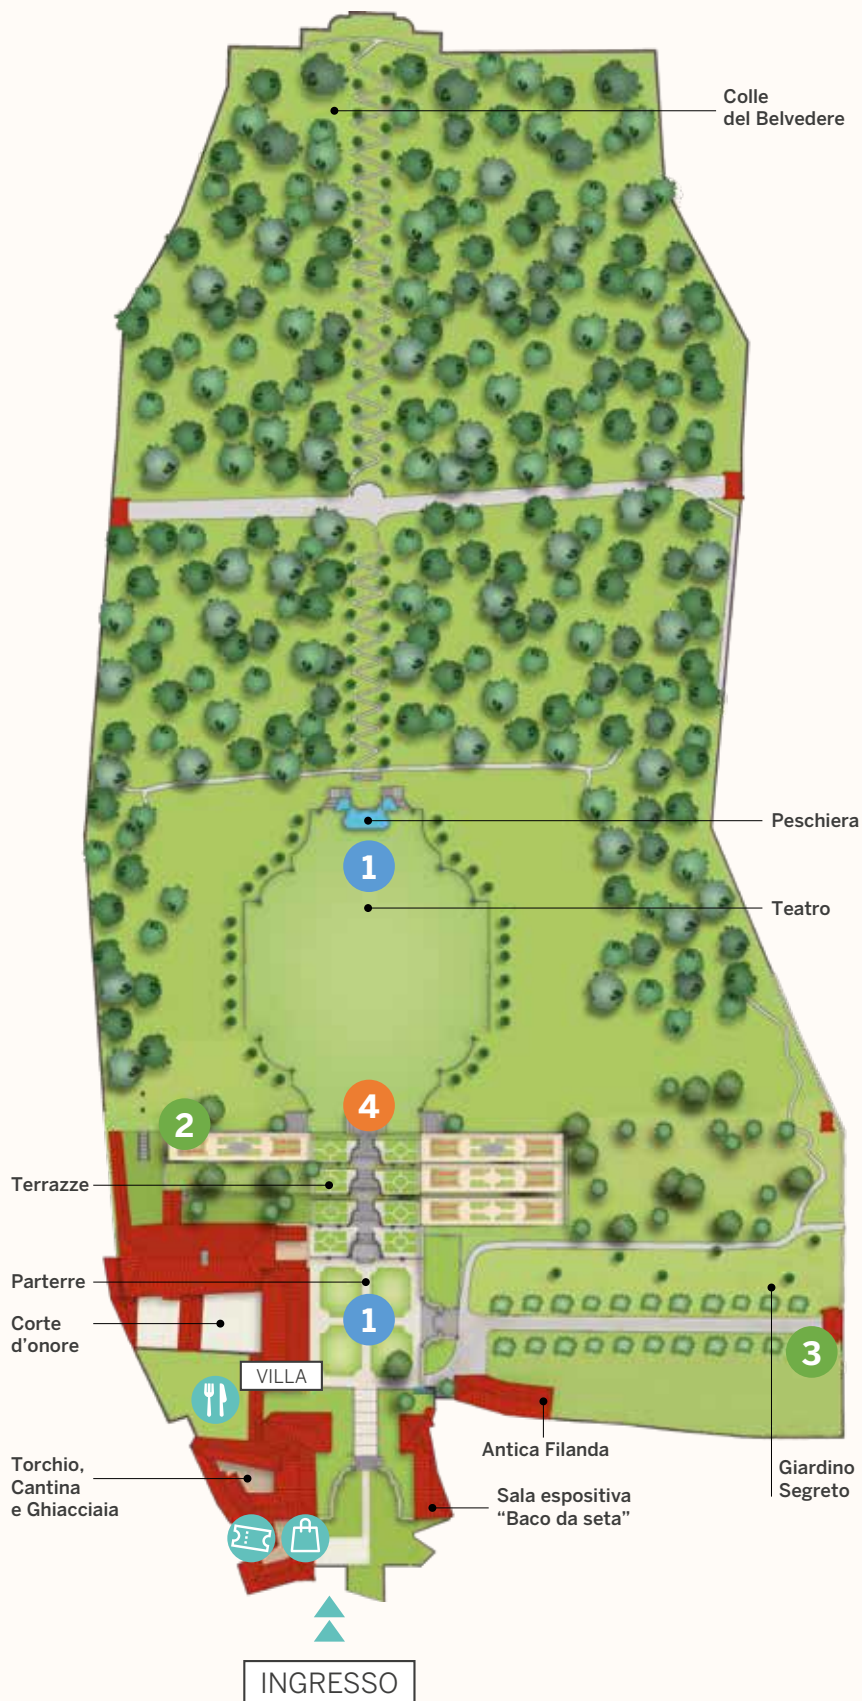 Colle
del Belvedere
Peschiera
1
Teatro
4
2
Terrazze
Parterre
1
Corte
d'onore
3
VILLA
Antica Filanda
Torchio,
Cantina
e Ghiacciaia
Giardino
Segreto
Sala espositiva
“Baco da seta”
INGRESSO